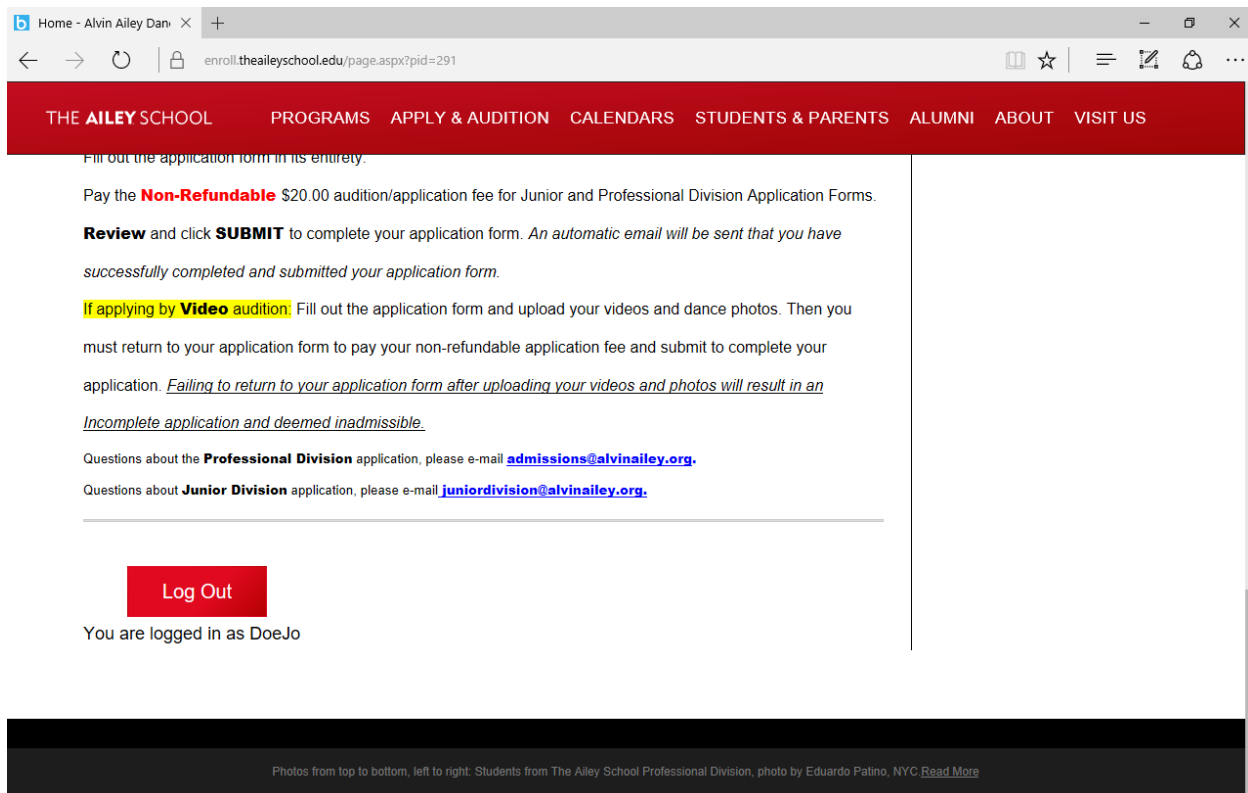 Home - Alvin Ailey Dan
enroll.theaileyschool.edu/page.aspx?pid=291
THE AILEY SCHOOL PROGRAMS APPLY & AUDITION CALENDARS STUDENTS & PARENTS ALUMNI ABOUT VISIT US
Fill out the application form in its entirety.
Pay the Non-Refundable $20.00 audition/application fee for Junior and Professional Division Application Forms.
Review and click SUBMIT to complete your application form. An automatic email will be sent that you have
successfully completed and submitted your application form.
If applying by Video audition: Fill out the application form and upload your videos and dance photos. Then you
must return to your application form to pay your non-refundable application fee and submit to complete your
application. Failing to return to your application form after uploading your videos and photos will result in an
Incomplete application and deemed inadmissible.
Questions about the Professional Division application, please e-mail admissions@alvinailey.org.
Questions about Junior Division application, please e-mail juniordivision@alvinailey.org.
Log Out
You are logged in as DoeJo
Photos from top to bottom, left to right: Students from The Ailey School Professional Division, photo by Eduardo Patino, NYC.Read More